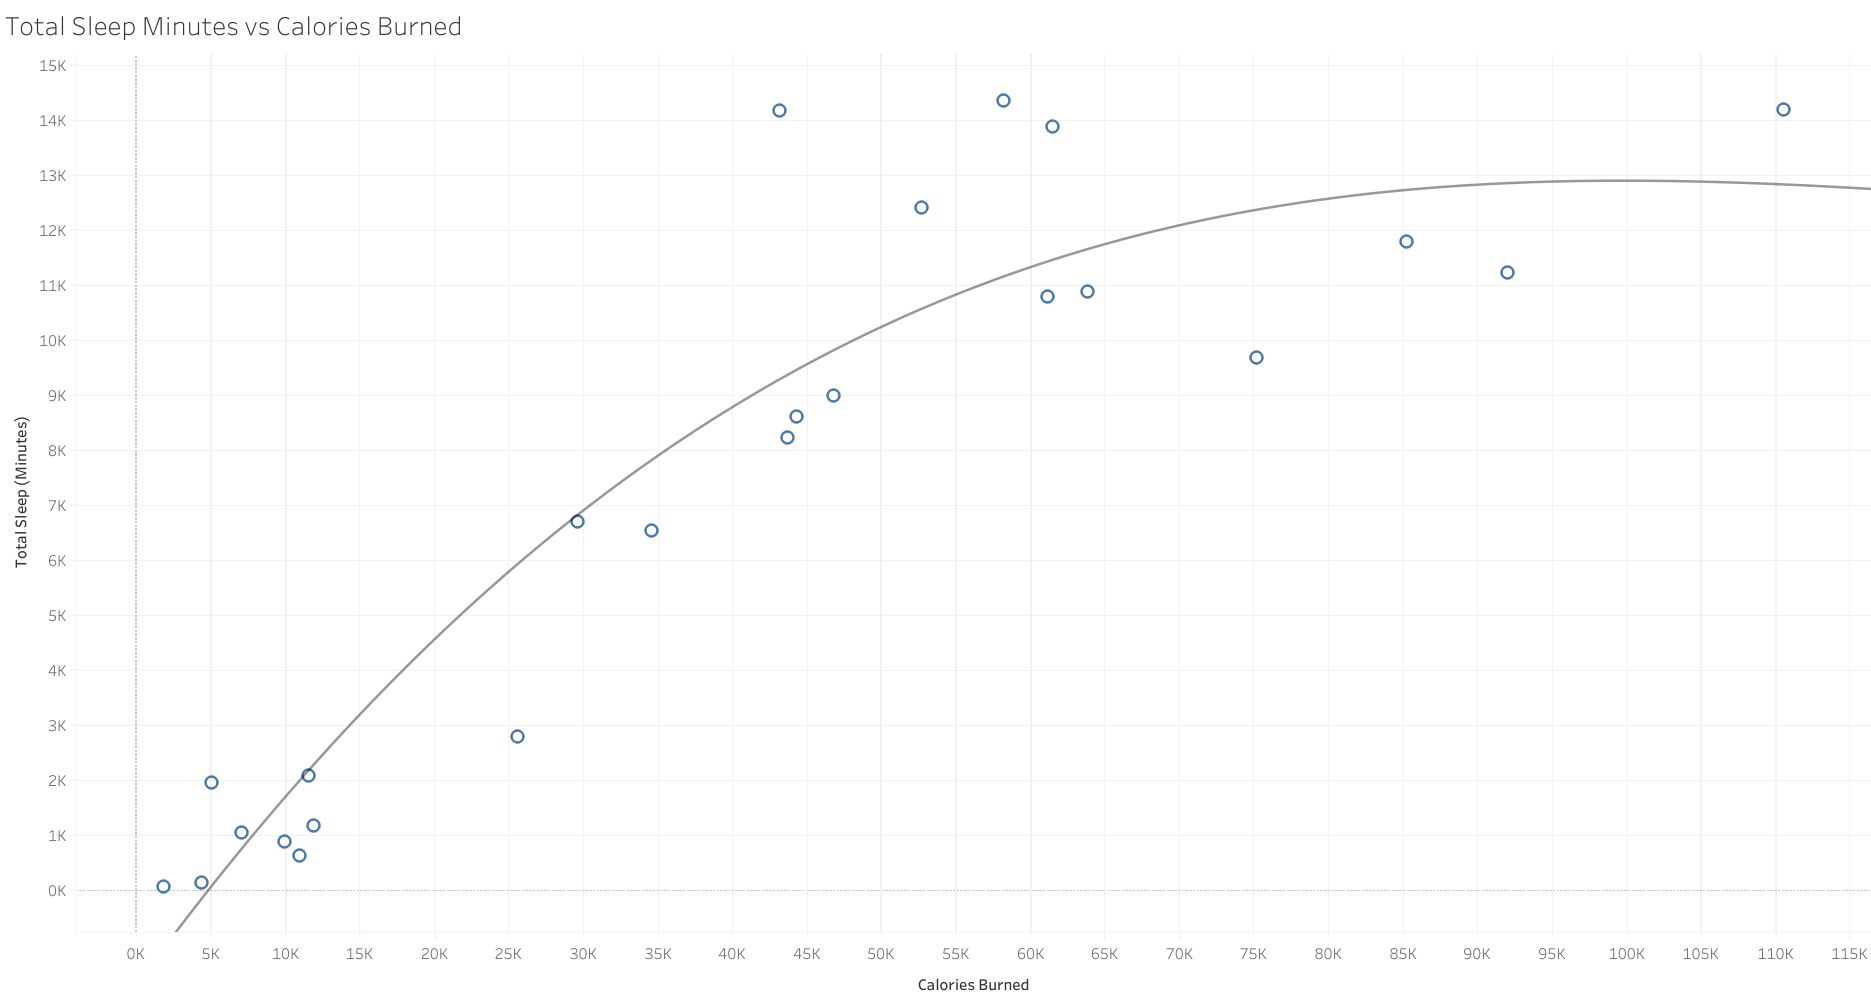 Total Sleep Minutes vs Calories Burned
15K
14K
13K
12K
11K
10K
9K
8K
7K
6K
5K
4K
3K
2K
1K
0K
Total Sleep (Minutes)
0K 5K 10K 15K 20K 25K 30K 35K 40K 45K 50K 55K 60K 65K 70K 75K 80K 85K 90K 95K 100K 105K 110K 115K
Calories Burned